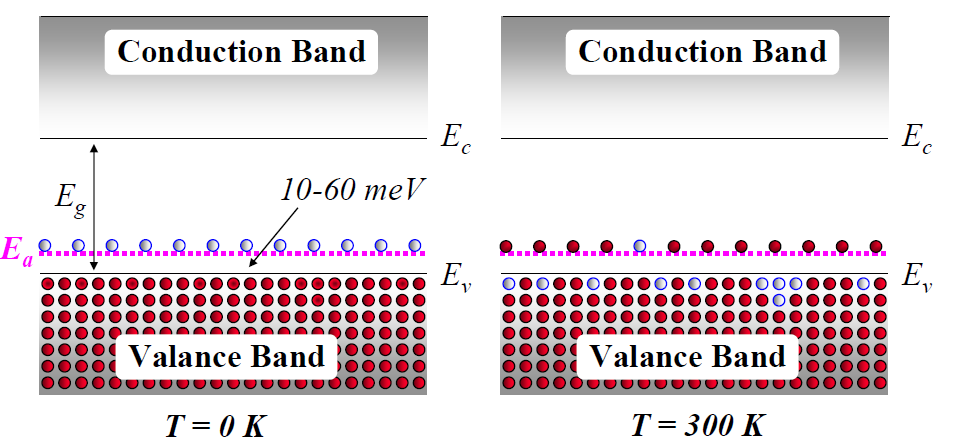 Conduction Band
E_c
E_g
10-60 meV
E_a
E_v
Valance Band
T = 0 K
Conduction Band
E_c
E_v
Valance Band
T = 300 K